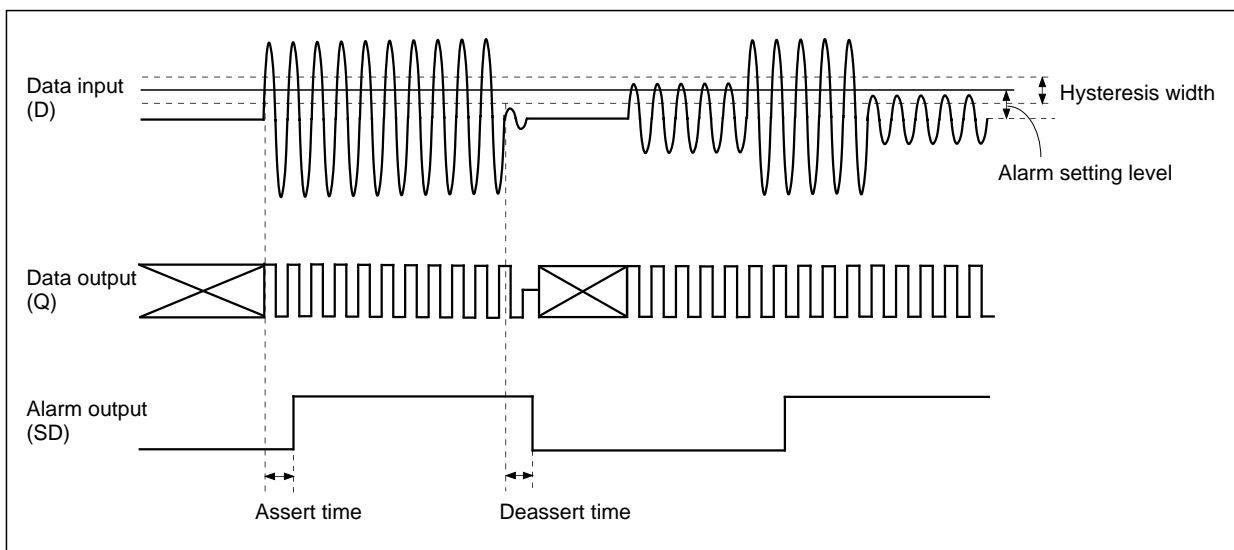 Data input
(D)
Hysteresis width
Alarm setting level
Data output
(Q)
Alarm output
(SD)
Assert time
Deassert time